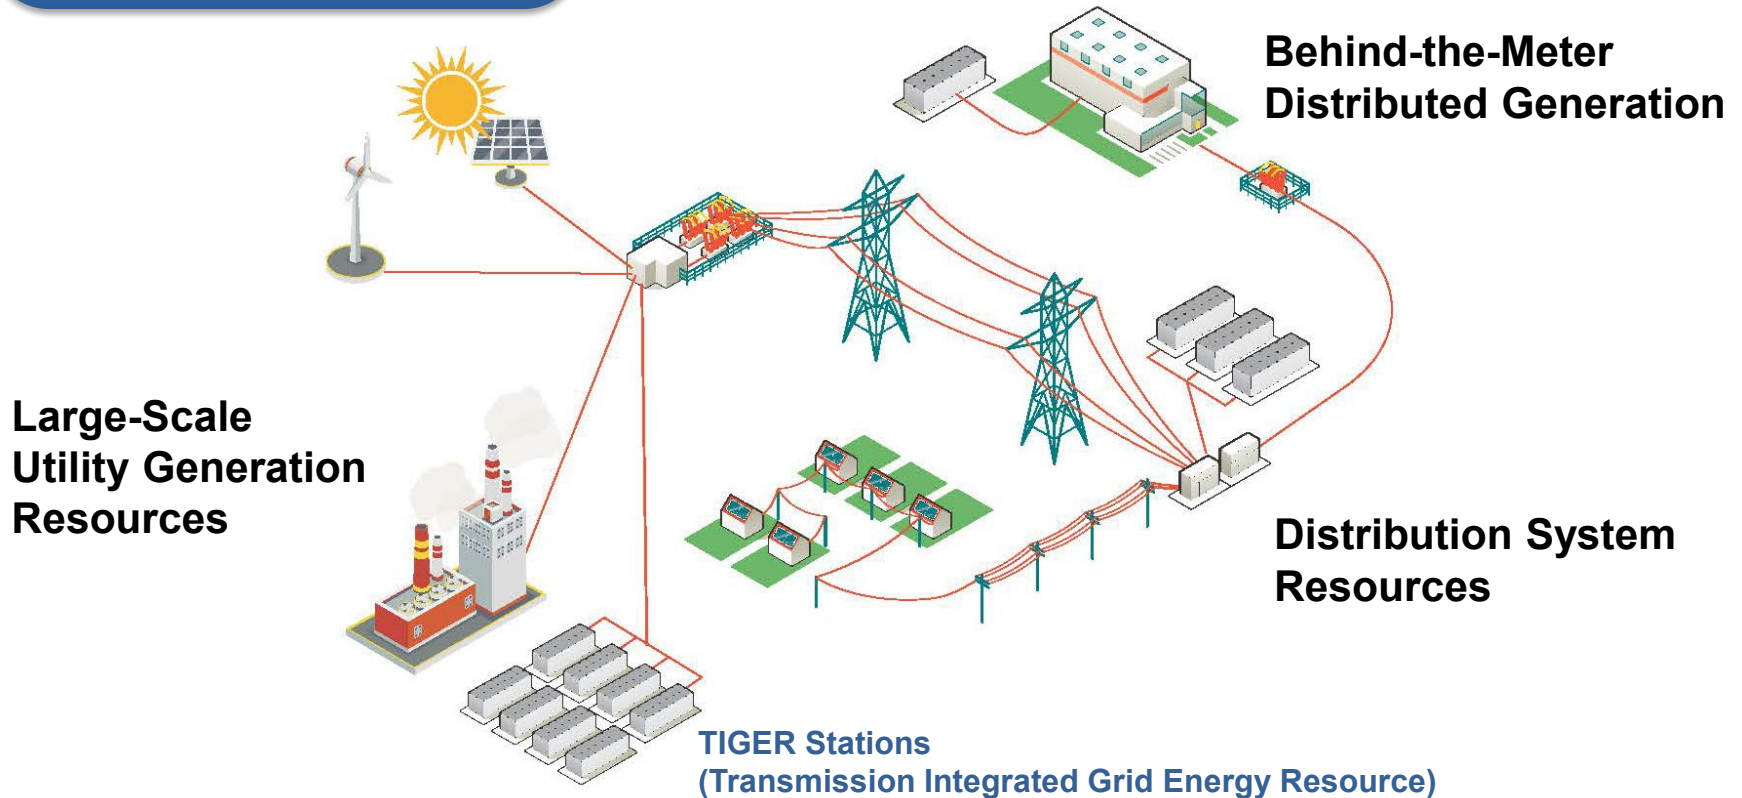 Behind-the-Meter
Distributed Generation
Large-Scale
Utility Generation
Resources
Distribution System
Resources
TIGER Stations
(Transmission Integrated Grid Energy Resource)